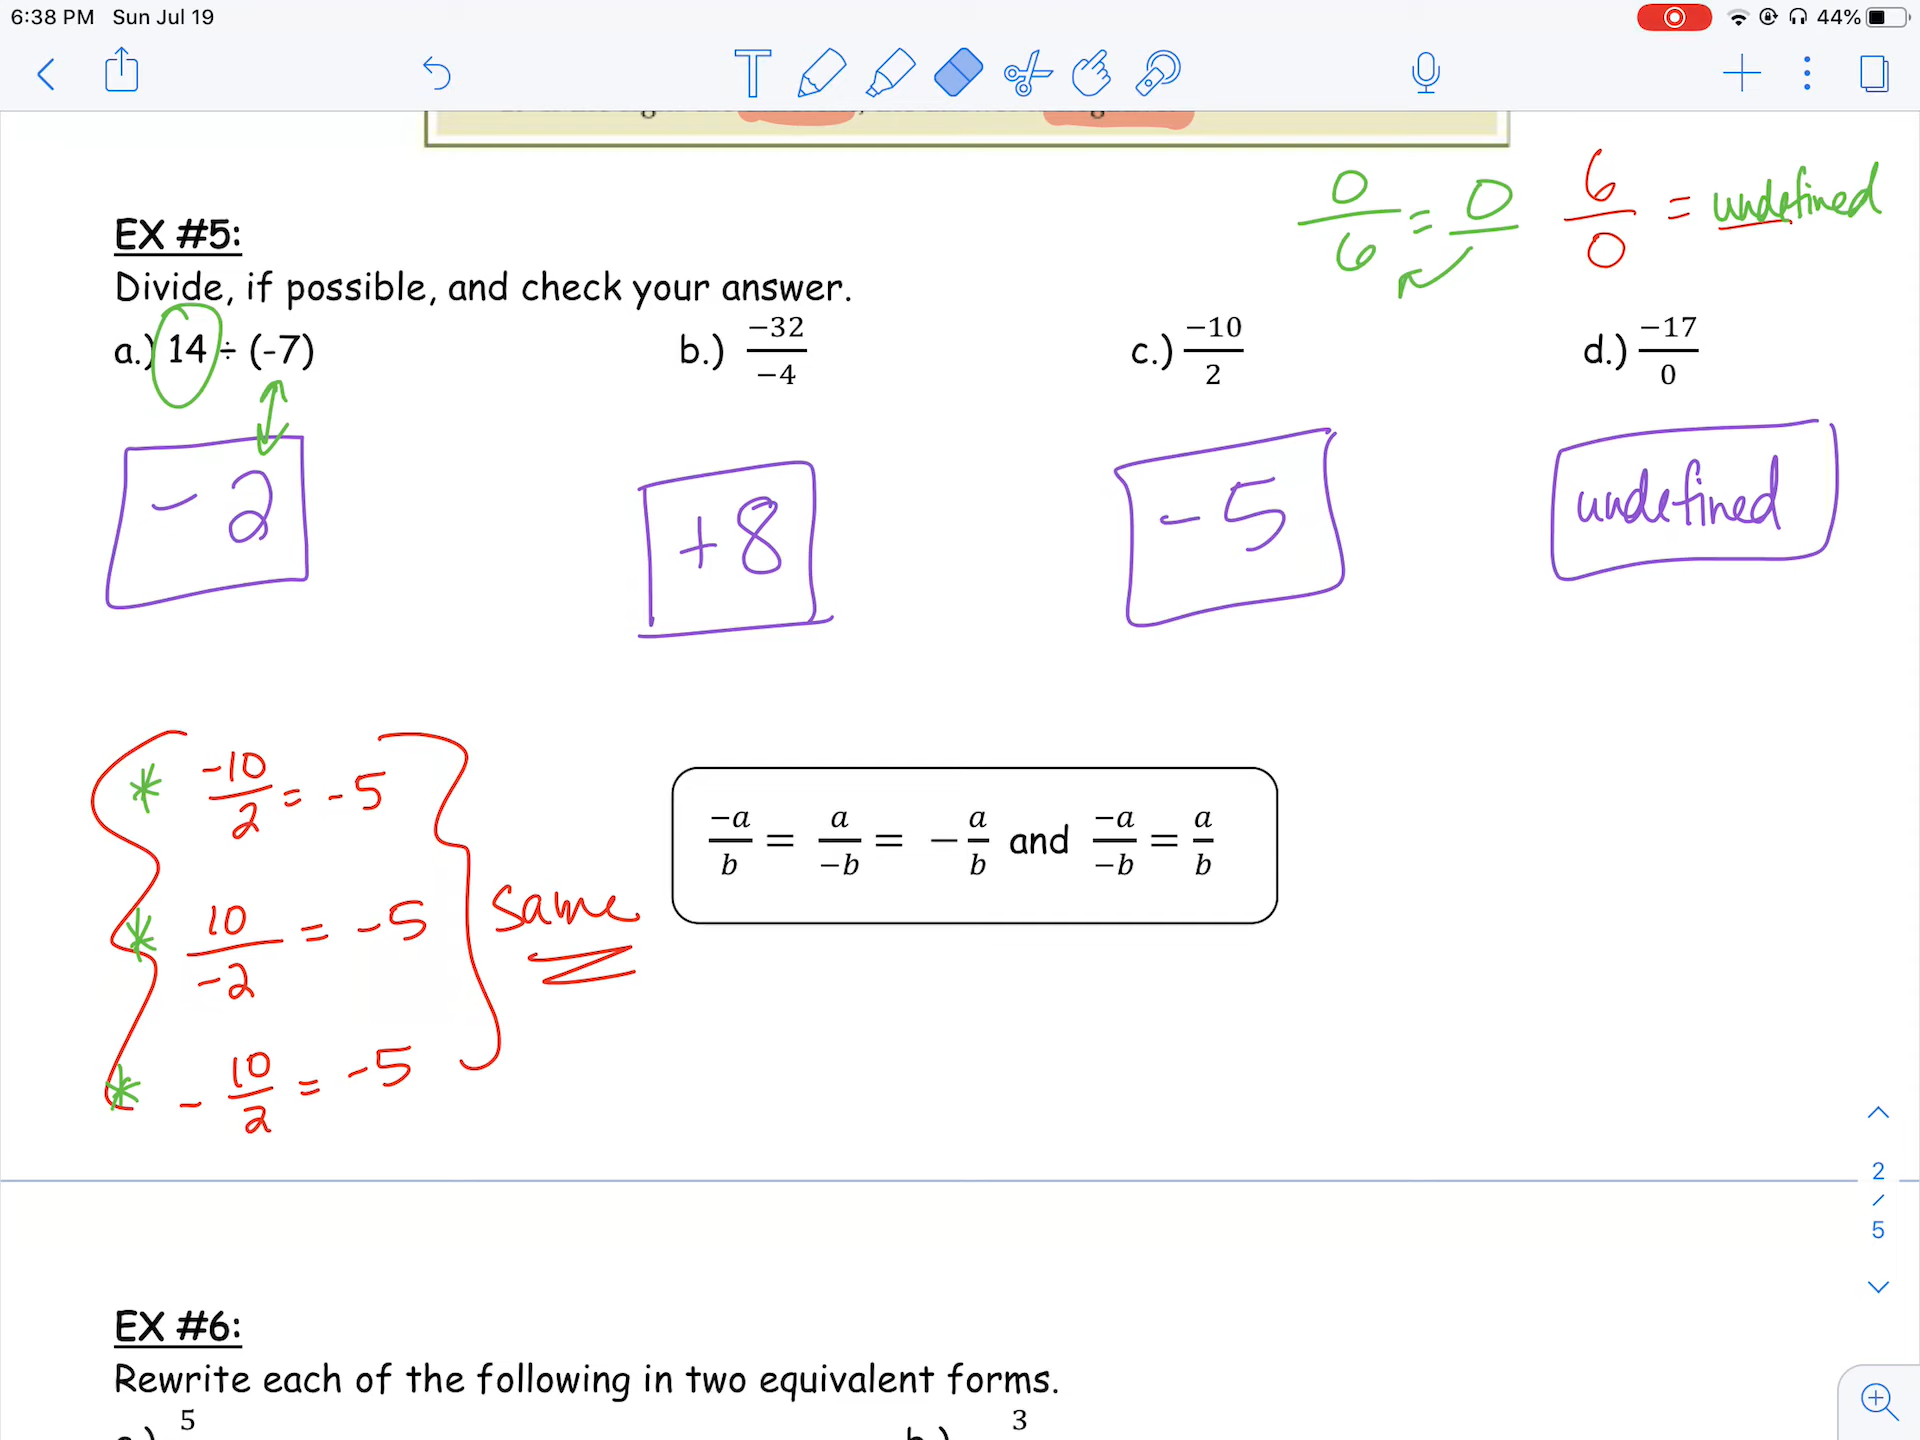 6:38 PM Sun Jul 19 44%
0/6 = 0 6/0 = undefined
EX #5:
Divide, if possible, and check your answer.
a.) 14 ÷ (-7) b.) −32/−4 c.) −10/2 d.) −17/0
- 2 + 8 - 5 undefined
* -10/2 = -5
−a/b = a/−b = −a/b and −a/−b = a/b
* 10/-2 = -5 same
* - 10/2 = -5
2
/
5
EX #6:
Rewrite each of the following in two equivalent forms.
5 3